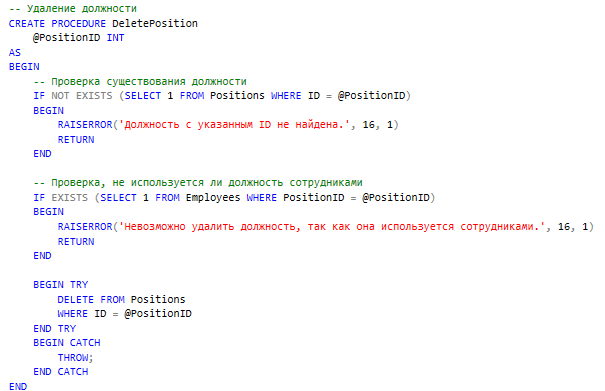 -- Удаление должности
CREATE PROCEDURE DeletePosition
    @PositionID INT
AS
BEGIN
    -- Проверка существования должности
    IF NOT EXISTS (SELECT 1 FROM Positions WHERE ID = @PositionID)
    BEGIN
        RAISERROR('Должность с указанным ID не найдена.', 16, 1)
        RETURN
    END

    -- Проверка, не используется ли должность сотрудниками
    IF EXISTS (SELECT 1 FROM Employees WHERE PositionID = @PositionID)
    BEGIN
        RAISERROR('Невозможно удалить должность, так как она используется сотрудниками.', 16, 1)
        RETURN
    END

    BEGIN TRY
        DELETE FROM Positions
        WHERE ID = @PositionID
    END TRY
    BEGIN CATCH
        THROW;
    END CATCH
END